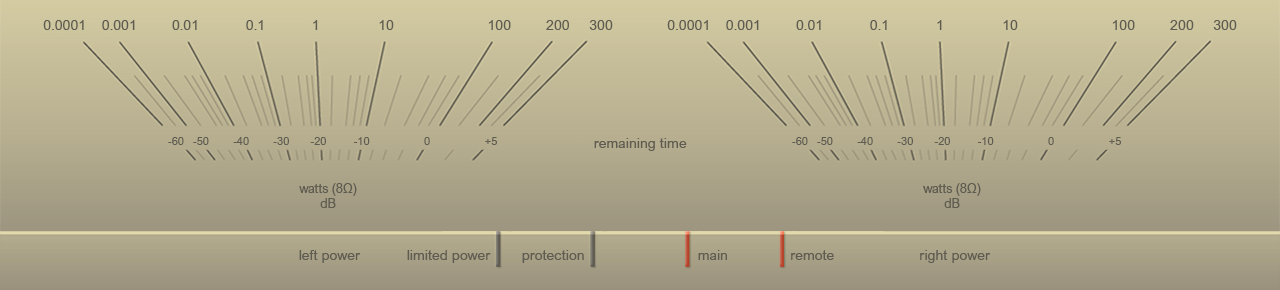 0.0001 0.001 0.01 0.1 1 10 100 200 300
-60 -50 -40 -30 -20 -10 0 +5
watts (8Ω)
dB
remaining time
0.0001 0.001 0.01 0.1 1 10 100 200 300
-60 -50 -40 -30 -20 -10 0 +5
watts (8Ω)
dB
left power limited power protection main remote right power